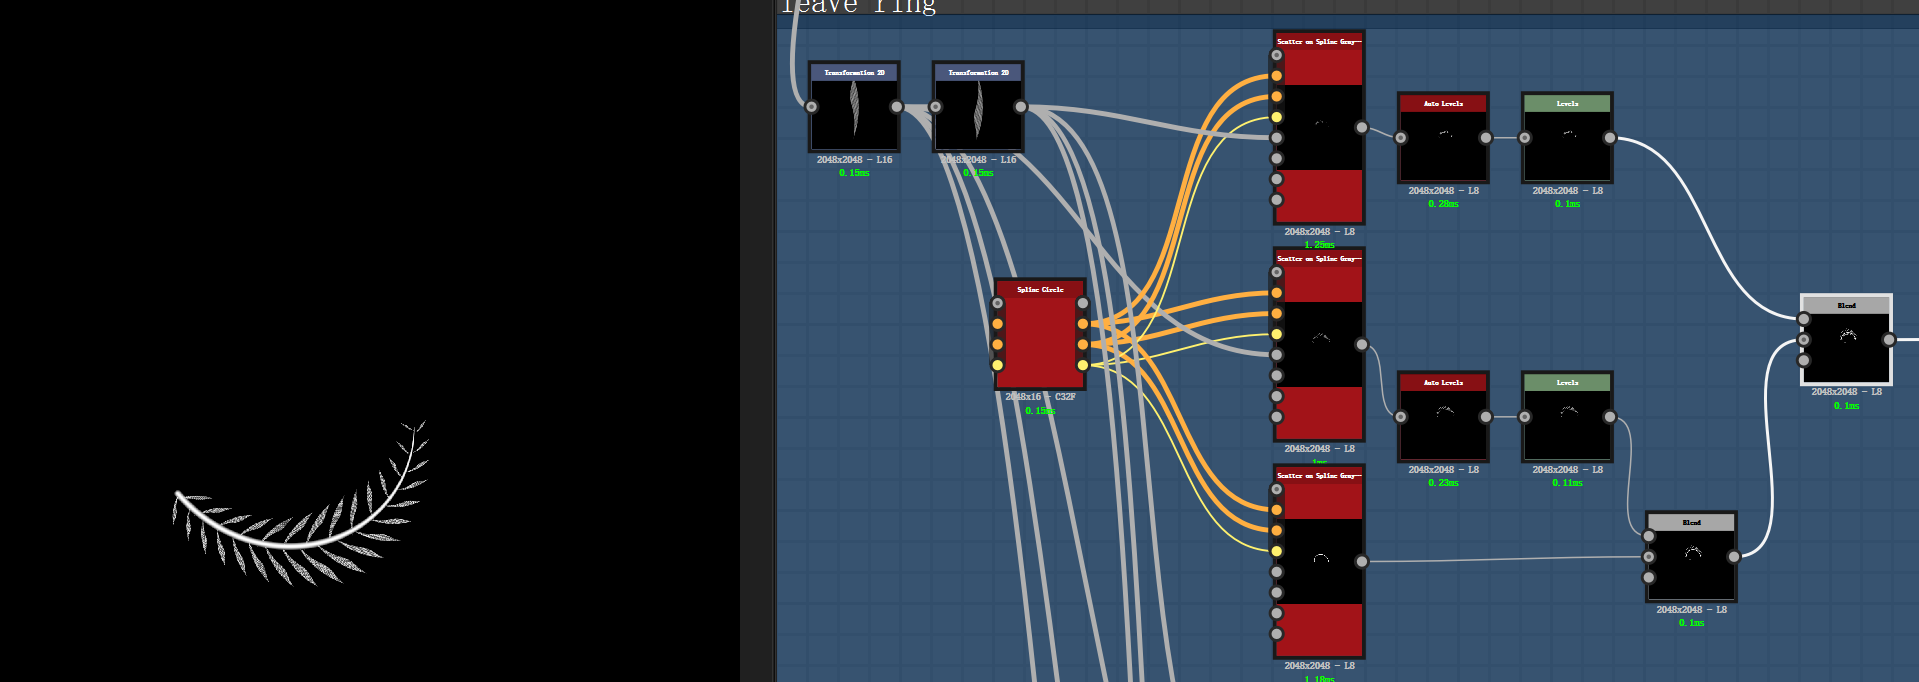 leave ring
Transformation 2D
2048x2048 - L16
0.15ms
Transformation 2D
2048x2048 - L16
0.15ms
Spline Circle
2048x16 - C32F
0.15ms
Scatter on Spline Gray
2048x2048 - L8
1.25ms
Auto Levels
2048x2048 - L8
0.28ms
Levels
2048x2048 - L8
0.1ms
Scatter on Spline Gray
2048x2048 - L8
1ms
Auto Levels
2048x2048 - L8
0.23ms
Levels
2048x2048 - L8
0.11ms
Scatter on Spline Gray
2048x2048 - L8
1.18ms
Blend
2048x2048 - L8
0.1ms
Blend
2048x2048 - L8
0.1ms